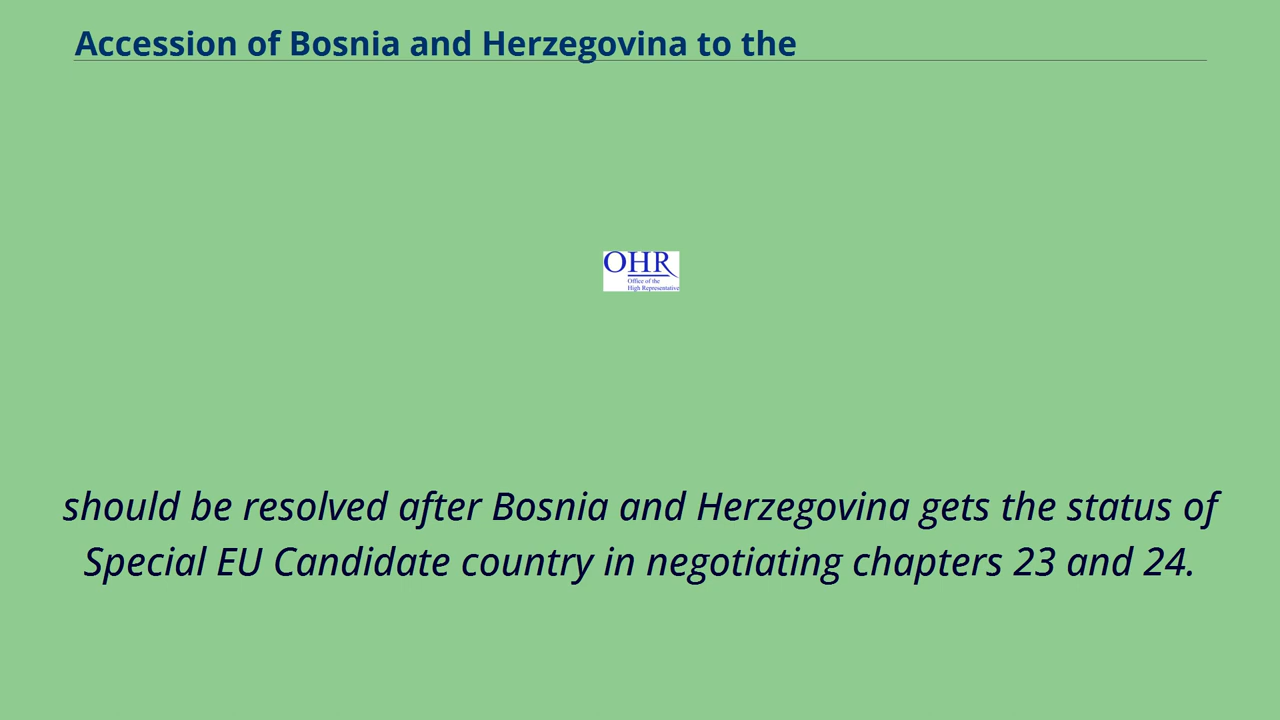 Accession of Bosnia and Herzegovina to the
OHR
Office of the
High Representative
should be resolved after Bosnia and Herzegovina gets the status of
Special EU Candidate country in negotiating chapters 23 and 24.